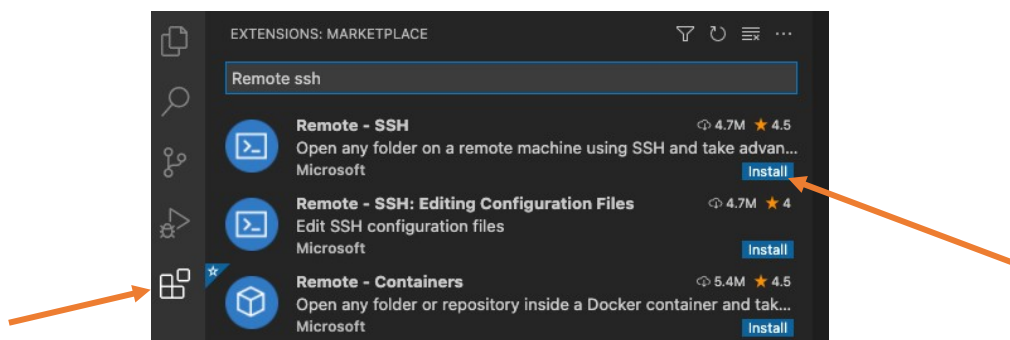 EXTENSIONS: MARKETPLACE
Remote ssh
Remote - SSH 4.7M 4.5
Open any folder on a remote machine using SSH and take advan...
Microsoft Install
Remote - SSH: Editing Configuration Files 4.7M 4
Edit SSH configuration files
Microsoft Install
Remote - Containers 5.4M 4.5
Open any folder or repository inside a Docker container and tak...
Microsoft Install